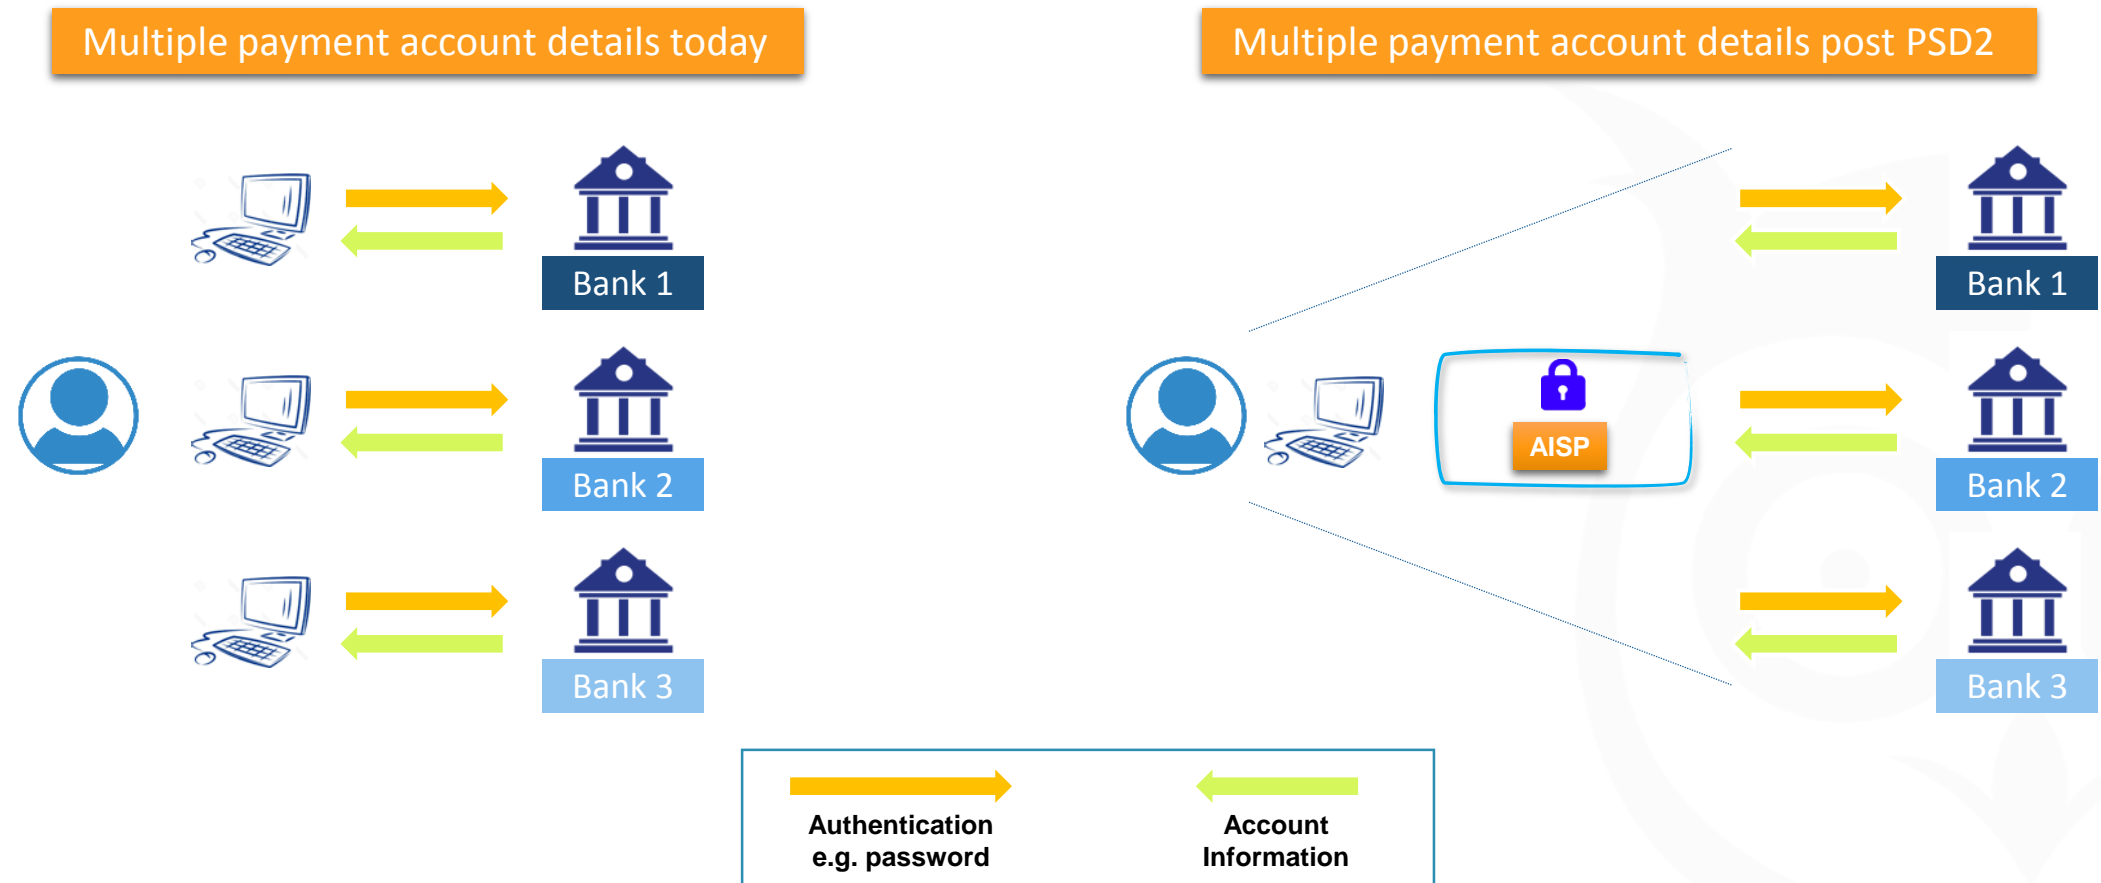 Multiple payment account details today
Multiple payment account details post PSD2
Bank 1
Bank 2
Bank 3
AISP
Bank 1
Bank 2
Bank 3
Authentication
e.g. password
Account
Information